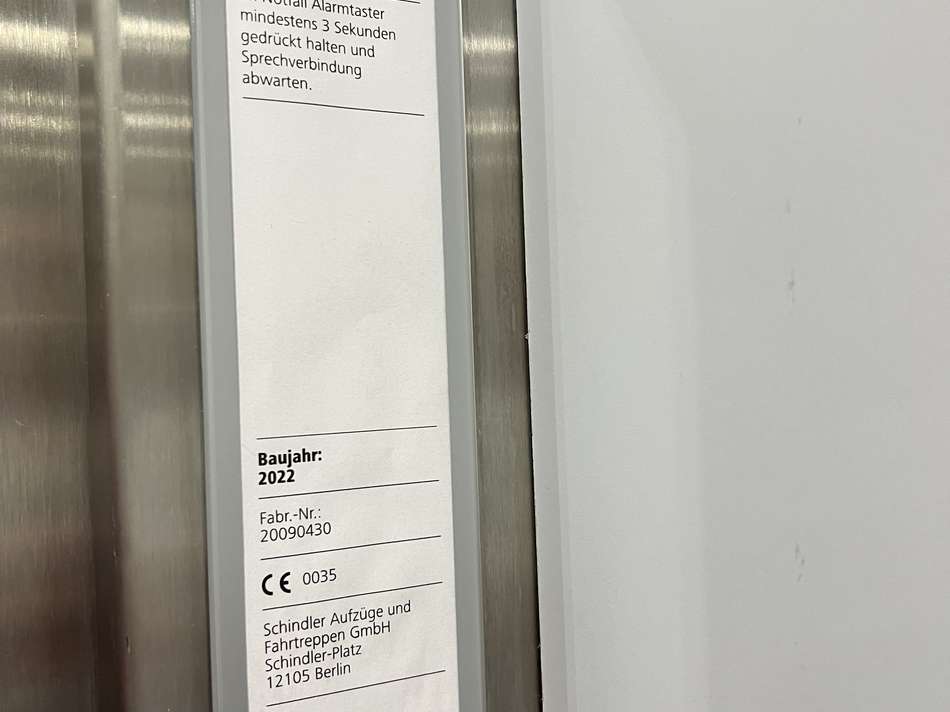 Notfall Alarmtaster
mindestens 3 Sekunden
gedrückt halten und
Sprechverbindung
abwarten.
Baujahr:
2022
Fabr.-Nr.:
20090430
CE 0035
Schindler Aufzüge und
Fahrtreppen GmbH
Schindler-Platz
12105 Berlin